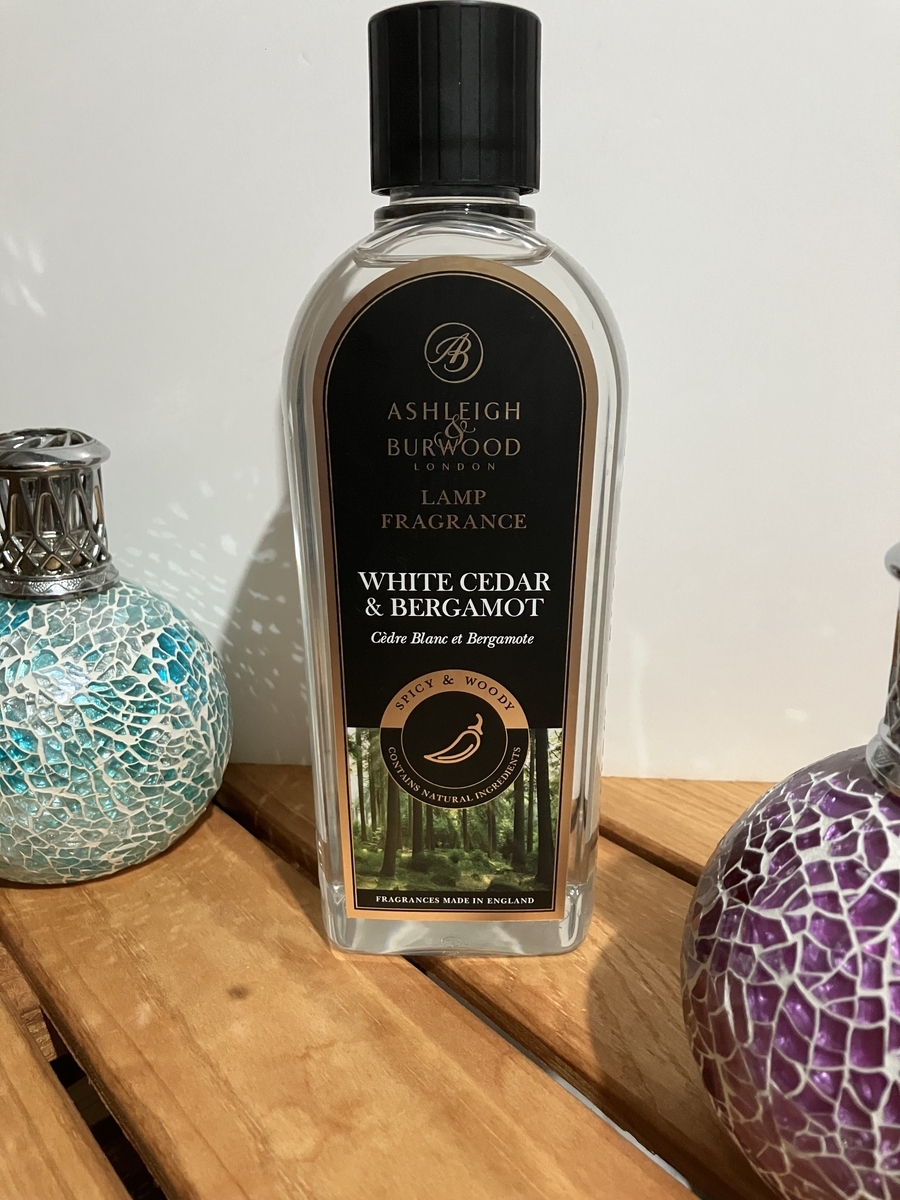 AB
ASHLEIGH
&
BURWOOD
LONDON
LAMP
FRAGRANCE
WHITE CEDAR
& BERGAMOT
Cèdre Blanc et Bergamote
SPICY & WOODY
CONTAINS NATURAL INGREDIENTS
FRAGRANCES MADE IN ENGLAND